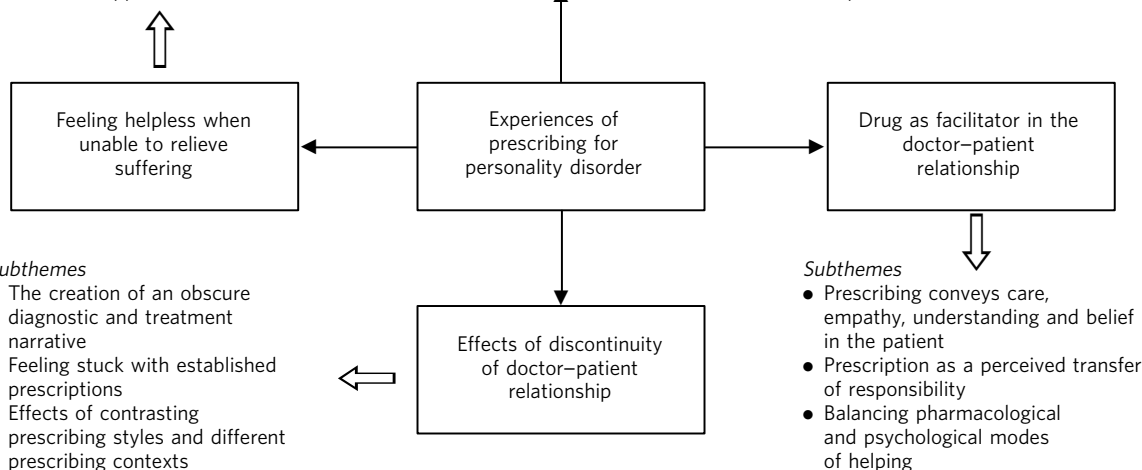 Feeling helpless when
unable to relieve
suffering
Experiences of
prescribing for
personality disorder
Drug as facilitator in the
doctor–patient
relationship
ubthemes
The creation of an obscure
diagnostic and treatment
narrative
Feeling stuck with established
prescriptions
Effects of contrasting
prescribing styles and different
prescribing contexts
Effects of discontinuity
of doctor–patient
relationship
Subthemes
● Prescribing conveys care,
empathy, understanding and belief
in the patient
● Prescription as a perceived transfer
of responsibility
● Balancing pharmacological
and psychological modes
of helping